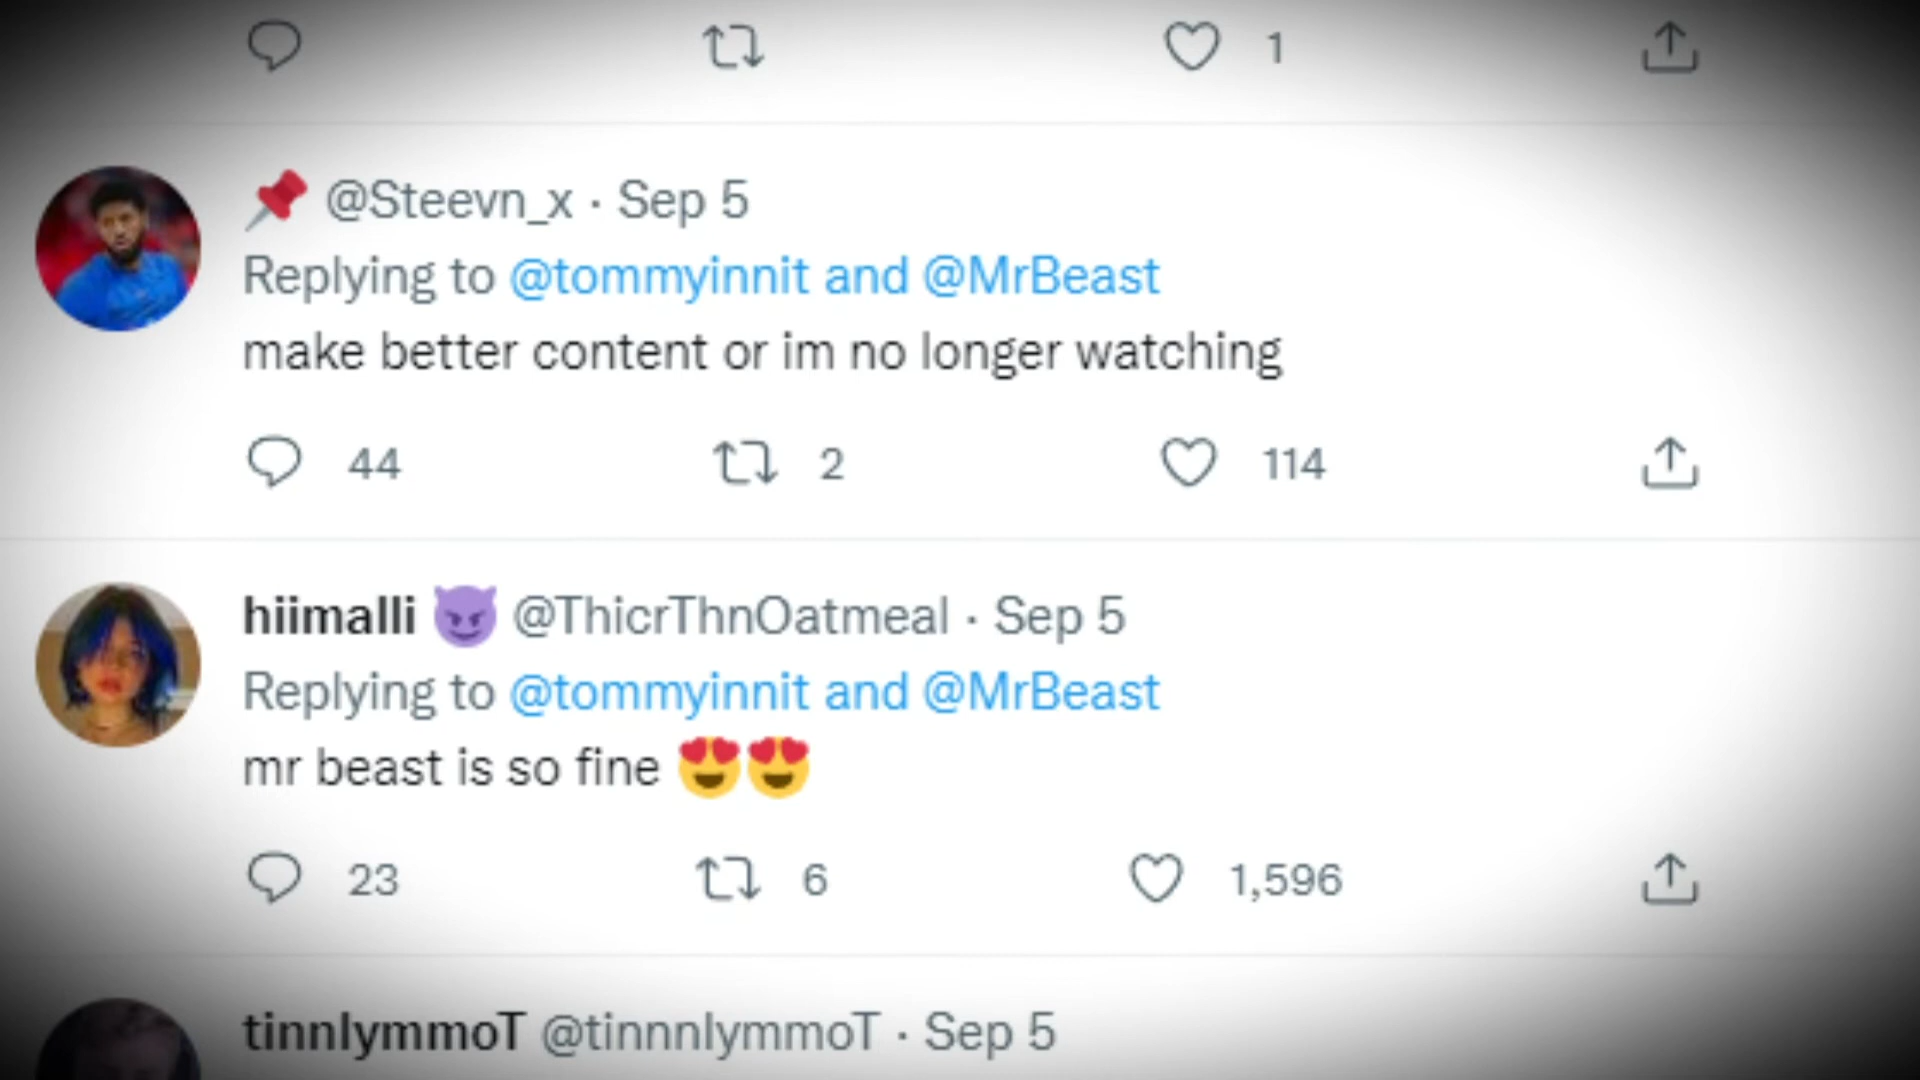 1
📌 @Steevn_x · Sep 5
Replying to @tommyinnit and @MrBeast
make better content or im no longer watching
44 2 114
hiimalli 😈 @ThicrThnOatmeal · Sep 5
Replying to @tommyinnit and @MrBeast
mr beast is so fine 😍😍
23 6 1,596
tinnlymmoT @tinnnlymmoT · Sep 5